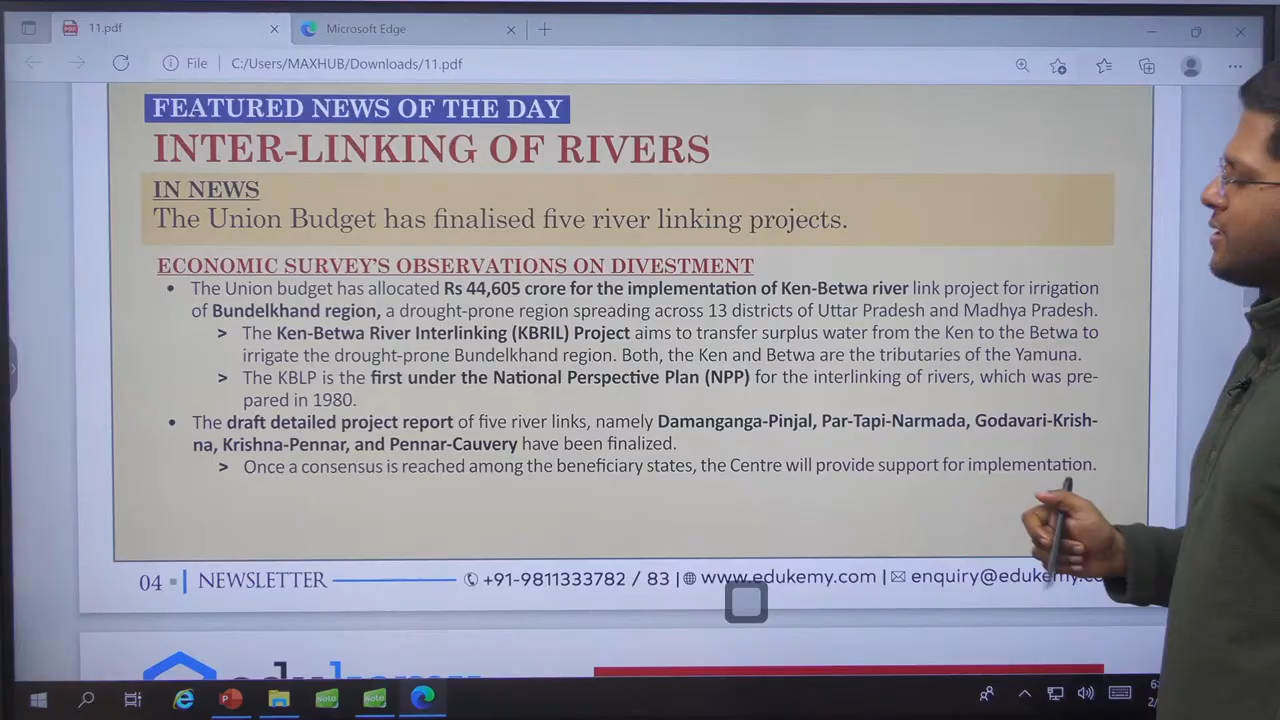 11.pdf
Microsoft Edge
File C:/Users/MAXHUB/Downloads/11.pdf
FEATURED NEWS OF THE DAY
INTER-LINKING OF RIVERS
IN NEWS
The Union Budget has finalised five river linking projects.
ECONOMIC SURVEY'S OBSERVATIONS ON DIVESTMENT
• The Union budget has allocated Rs 44,605 crore for the implementation of Ken-Betwa river link project for irrigation
of Bundelkhand region, a drought-prone region spreading across 13 districts of Uttar Pradesh and Madhya Pradesh.
> The Ken-Betwa River Interlinking (KBRIL) Project aims to transfer surplus water from the Ken to the Betwa to
irrigate the drought-prone Bundelkhand region. Both, the Ken and Betwa are the tributaries of the Yamuna.
> The KBLP is the first under the National Perspective Plan (NPP) for the interlinking of rivers, which was pre-
pared in 1980.
• The draft detailed project report of five river links, namely Damanganga-Pinjal, Par-Tapi-Narmada, Godavari-Krish-
na, Krishna-Pennar, and Pennar-Cauvery have been finalized.
> Once a consensus is reached among the beneficiary states, the Centre will provide support for implementation.
04 NEWSLETTER +91-9811333782 / 83 | www.edukemy.com | enquiry@edukemy.co
edukemy
Note Note